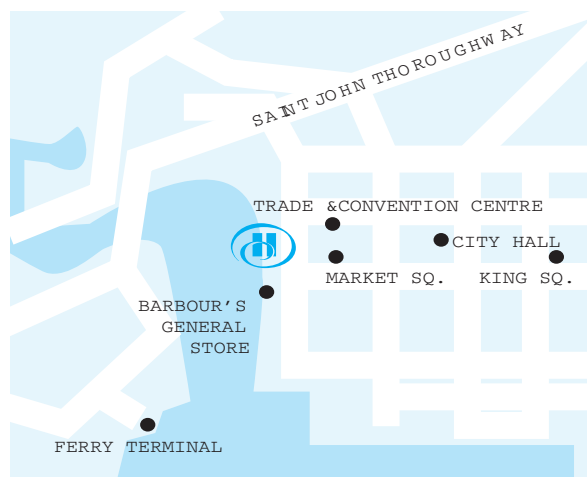 SAINT JOHN THOROUGHWAY
TRADE &CONVENTION CENTRE
CITY HALL
MARKET SQ.
KING SQ.
BARBOUR'S
GENERAL
STORE
FERRY TERMINAL